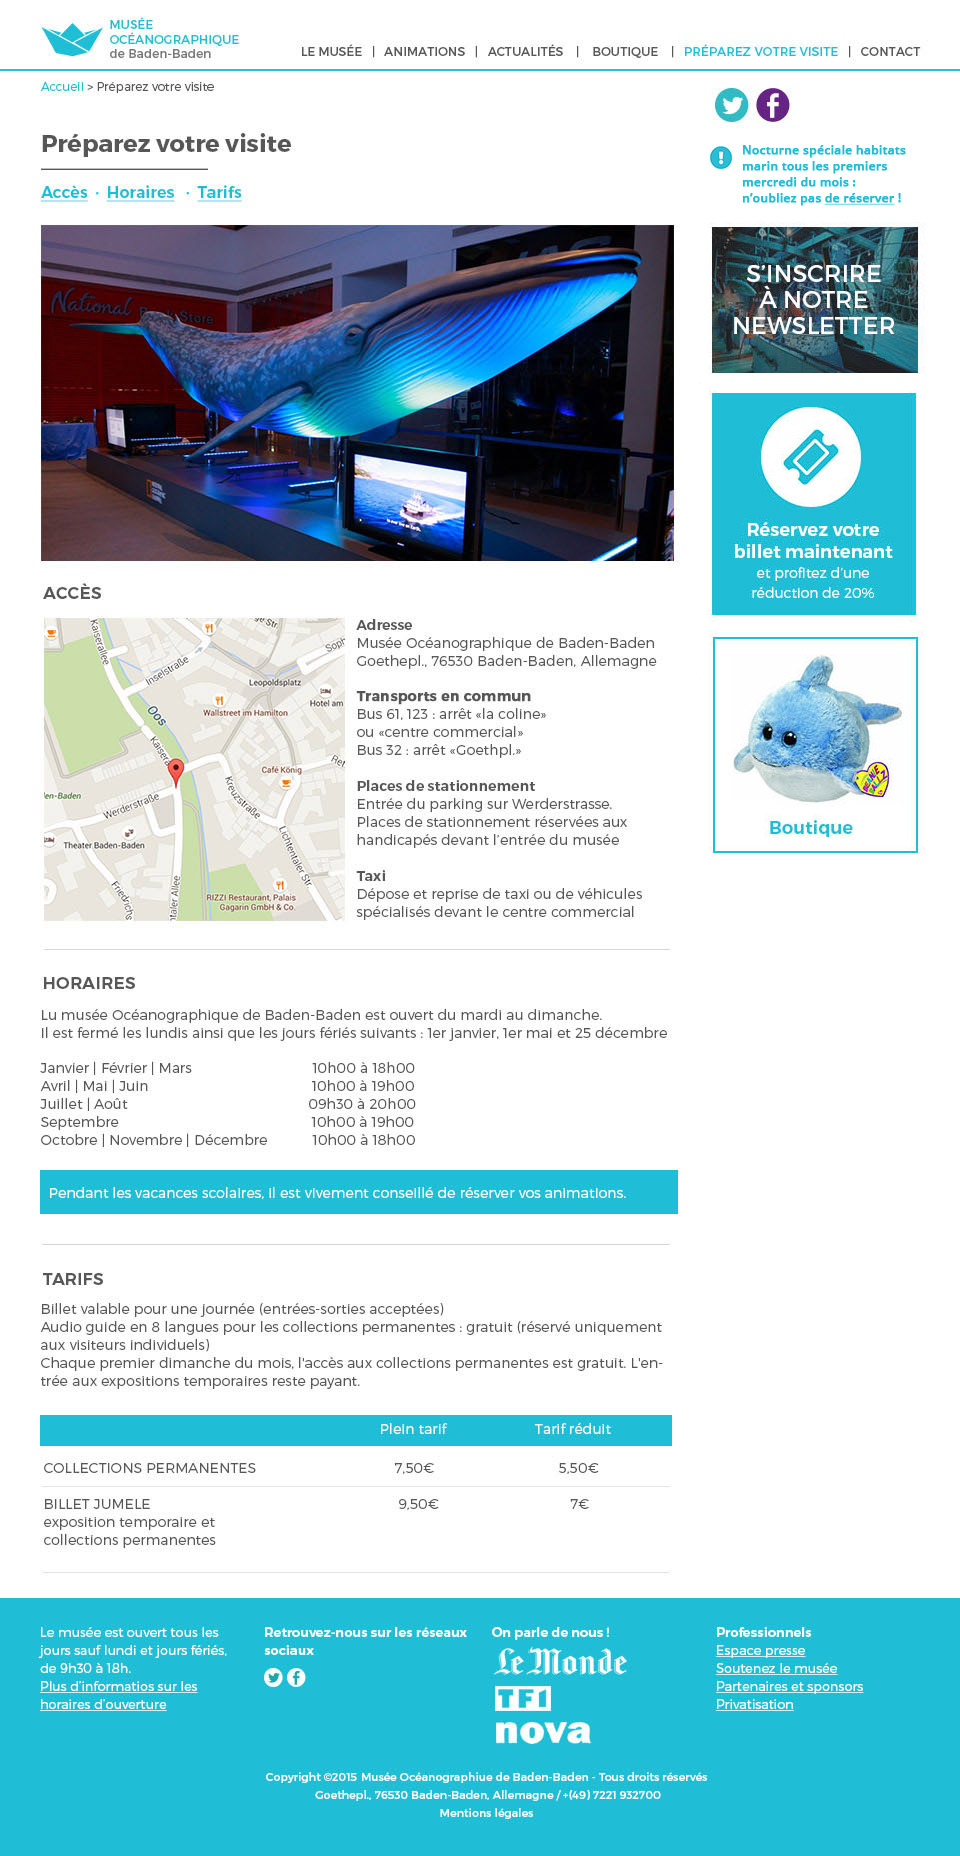 MUSÉE
OCÉANOGRAPHIQUE
de Baden-Baden
LE MUSÉE | ANIMATIONS | ACTUALITÉS | BOUTIQUE | PRÉPAREZ VOTRE VISITE | CONTACT
Accueil > Préparez votre visite
Préparez votre visite
Accès · Horaires · Tarifs
Nocturne spéciale habitats
marin tous les premiers
mercredi du mois :
n'oubliez pas de réserver !
National Book Store
S'INSCRIRE
À NOTRE
NEWSLETTER
Réservez votre
billet maintenant
et profitez d'une
réduction de 20%
Boutique
ACCÈS
Kaiserallee
Inselstraße
Soph
Leopoldsplatz
Hotel am
Wallstreet im Hamilton
Oos
Kaiserallee
Café König
Kreuzstraße
den-Baden
Werderstraße
Theater Baden-Baden
Lichtentaler Str.
Friedrichs
ntaler Allee
RIZZI Restaurant, Palais
Gagarin GmbH & Co.
Adresse
Musée Océanographique de Baden-Baden
Goethepl., 76530 Baden-Baden, Allemagne
Transports en commun
Bus 61, 123 : arrêt «la coline»
ou «centre commercial»
Bus 32 : arrêt «Goethpl.»
Places de stationnement
Entrée du parking sur Werderstrasse.
Places de stationnement réservées aux
handicapés devant l'entrée du musée
Taxi
Dépose et reprise de taxi ou de véhicules
spécialisés devant le centre commercial
HORAIRES
Lu musée Océanographique de Baden-Baden est ouvert du mardi au dimanche.
Il est fermé les lundis ainsi que les jours fériés suivants : 1er janvier, 1er mai et 25 décembre
Janvier | Février | Mars 10h00 à 18h00
Avril | Mai | Juin 10h00 à 19h00
Juillet | Août 09h30 à 20h00
Septembre 10h00 à 19h00
Octobre | Novembre | Décembre 10h00 à 18h00
Pendant les vacances scolaires, il est vivement conseillé de réserver vos animations.
TARIFS
Billet valable pour une journée (entrées-sorties acceptées)
Audio guide en 8 langues pour les collections permanentes : gratuit (réservé uniquement
aux visiteurs individuels)
Chaque premier dimanche du mois, l'accès aux collections permanentes est gratuit. L'en-
trée aux expositions temporaires reste payant.
Plein tarif Tarif réduit
COLLECTIONS PERMANENTES 7,50€ 5,50€
BILLET JUMELE 9,50€ 7€
exposition temporaire et
collections permanentes
Le musée est ouvert tous les
jours sauf lundi et jours fériés,
de 9h30 à 18h.
Plus d'informatios sur les
horaires d'ouverture
Retrouvez-nous sur les réseaux
sociaux
On parle de nous !
Le Monde
TF1
nova
Professionnels
Espace presse
Soutenez le musée
Partenaires et sponsors
Privatisation
Copyright ©2015 Musée Océanographiue de Baden-Baden - Tous droits réservés
Goethepl., 76530 Baden-Baden, Allemagne / +(49) 7221 932700
Mentions légales